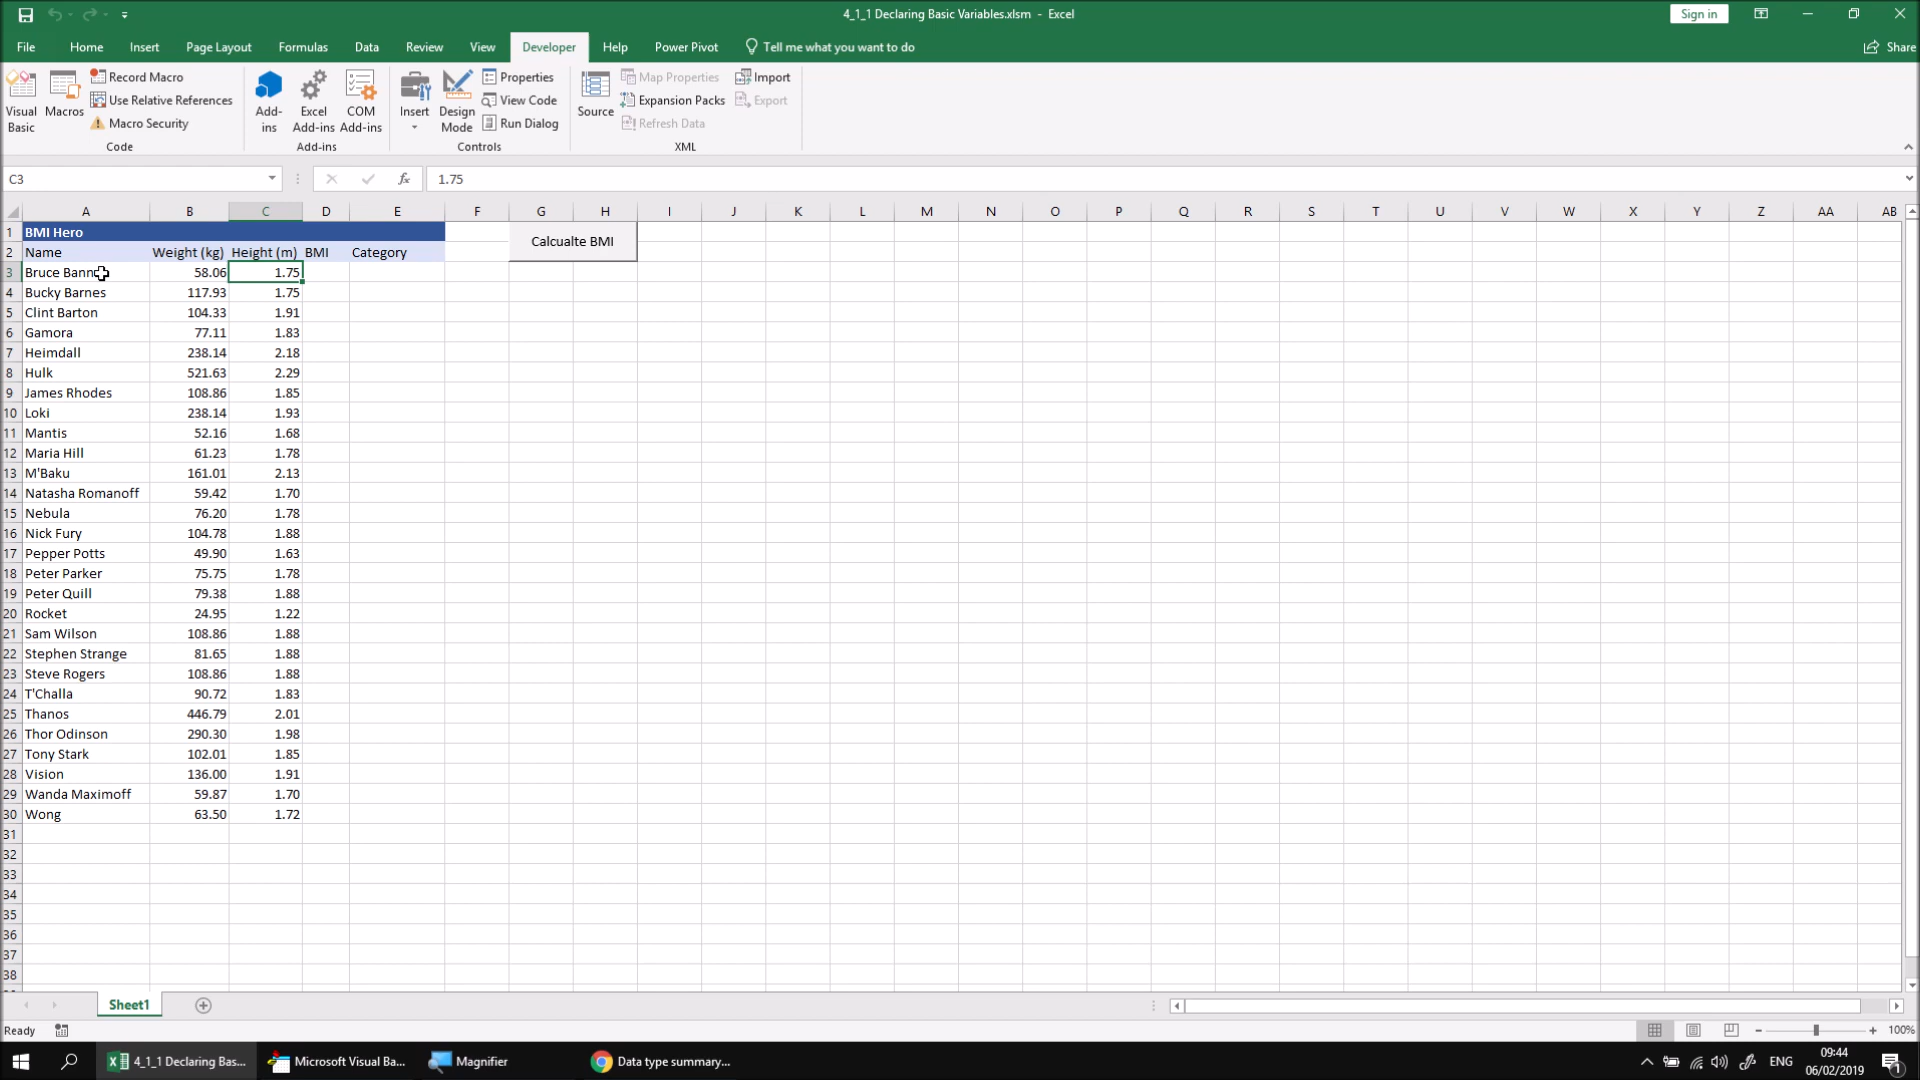 4_1_1 Declaring Basic Variables.xlsm - Excel
Sign in
File Home Insert Page Layout Formulas Data Review View Developer Help Power Pivot Tell me what you want to do Share
Visual Basic
Macros
Record Macro
Use Relative References
Macro Security
Code
Add-ins
Excel Add-ins
COM Add-ins
Add-ins
Insert
Design Mode
Properties
View Code
Run Dialog
Controls
Source
Map Properties
Expansion Packs
Refresh Data
Import
Export
XML
C3 fx 1.75
A B C D E F G H I J K L M N O P Q R S T U V W X Y Z AA AB
1 BMI Hero
Calcualte BMI
2 Name Weight (kg) Height (m) BMI Category
3 Bruce Bann 58.06 1.75
4 Bucky Barnes 117.93 1.75
5 Clint Barton 104.33 1.91
6 Gamora 77.11 1.83
7 Heimdall 238.14 2.18
8 Hulk 521.63 2.29
9 James Rhodes 108.86 1.85
10 Loki 238.14 1.93
11 Mantis 52.16 1.68
12 Maria Hill 61.23 1.78
13 M'Baku 161.01 2.13
14 Natasha Romanoff 59.42 1.70
15 Nebula 76.20 1.78
16 Nick Fury 104.78 1.88
17 Pepper Potts 49.90 1.63
18 Peter Parker 75.75 1.78
19 Peter Quill 79.38 1.88
20 Rocket 24.95 1.22
21 Sam Wilson 108.86 1.88
22 Stephen Strange 81.65 1.88
23 Steve Rogers 108.86 1.88
24 T'Challa 90.72 1.83
25 Thanos 446.79 2.01
26 Thor Odinson 290.30 1.98
27 Tony Stark 102.01 1.85
28 Vision 136.00 1.91
29 Wanda Maximoff 59.87 1.70
30 Wong 63.50 1.72
31
32
33
34
35
36
37
38
Sheet1
Ready
100%
4_1_1 Declaring Bas... Microsoft Visual Ba... Magnifier Data type summary...
ENG
09:44
06/02/2019
1